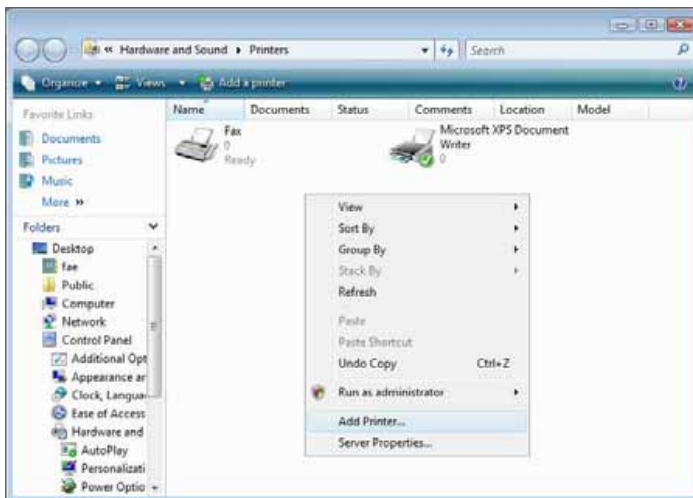 « Hardware and Sound ▸ Printers
Search
Organize Views Add a printer
Favorite Links
Documents
Pictures
Music
More »
Folders
Desktop
fae
Public
Computer
Network
Control Panel
Additional Opt
Appearance ar
Clock, Languag
Ease of Access
Hardware and
AutoPlay
Personalizati
Power Optio
Name Documents Status Comments Location Model
Fax
0
Ready
Microsoft XPS Document
Writer
0
View
Sort By
Group By
Stack By
Refresh
Paste
Paste Shortcut
Undo Copy Ctrl+Z
Run as administrator
Add Printer...
Server Properties...